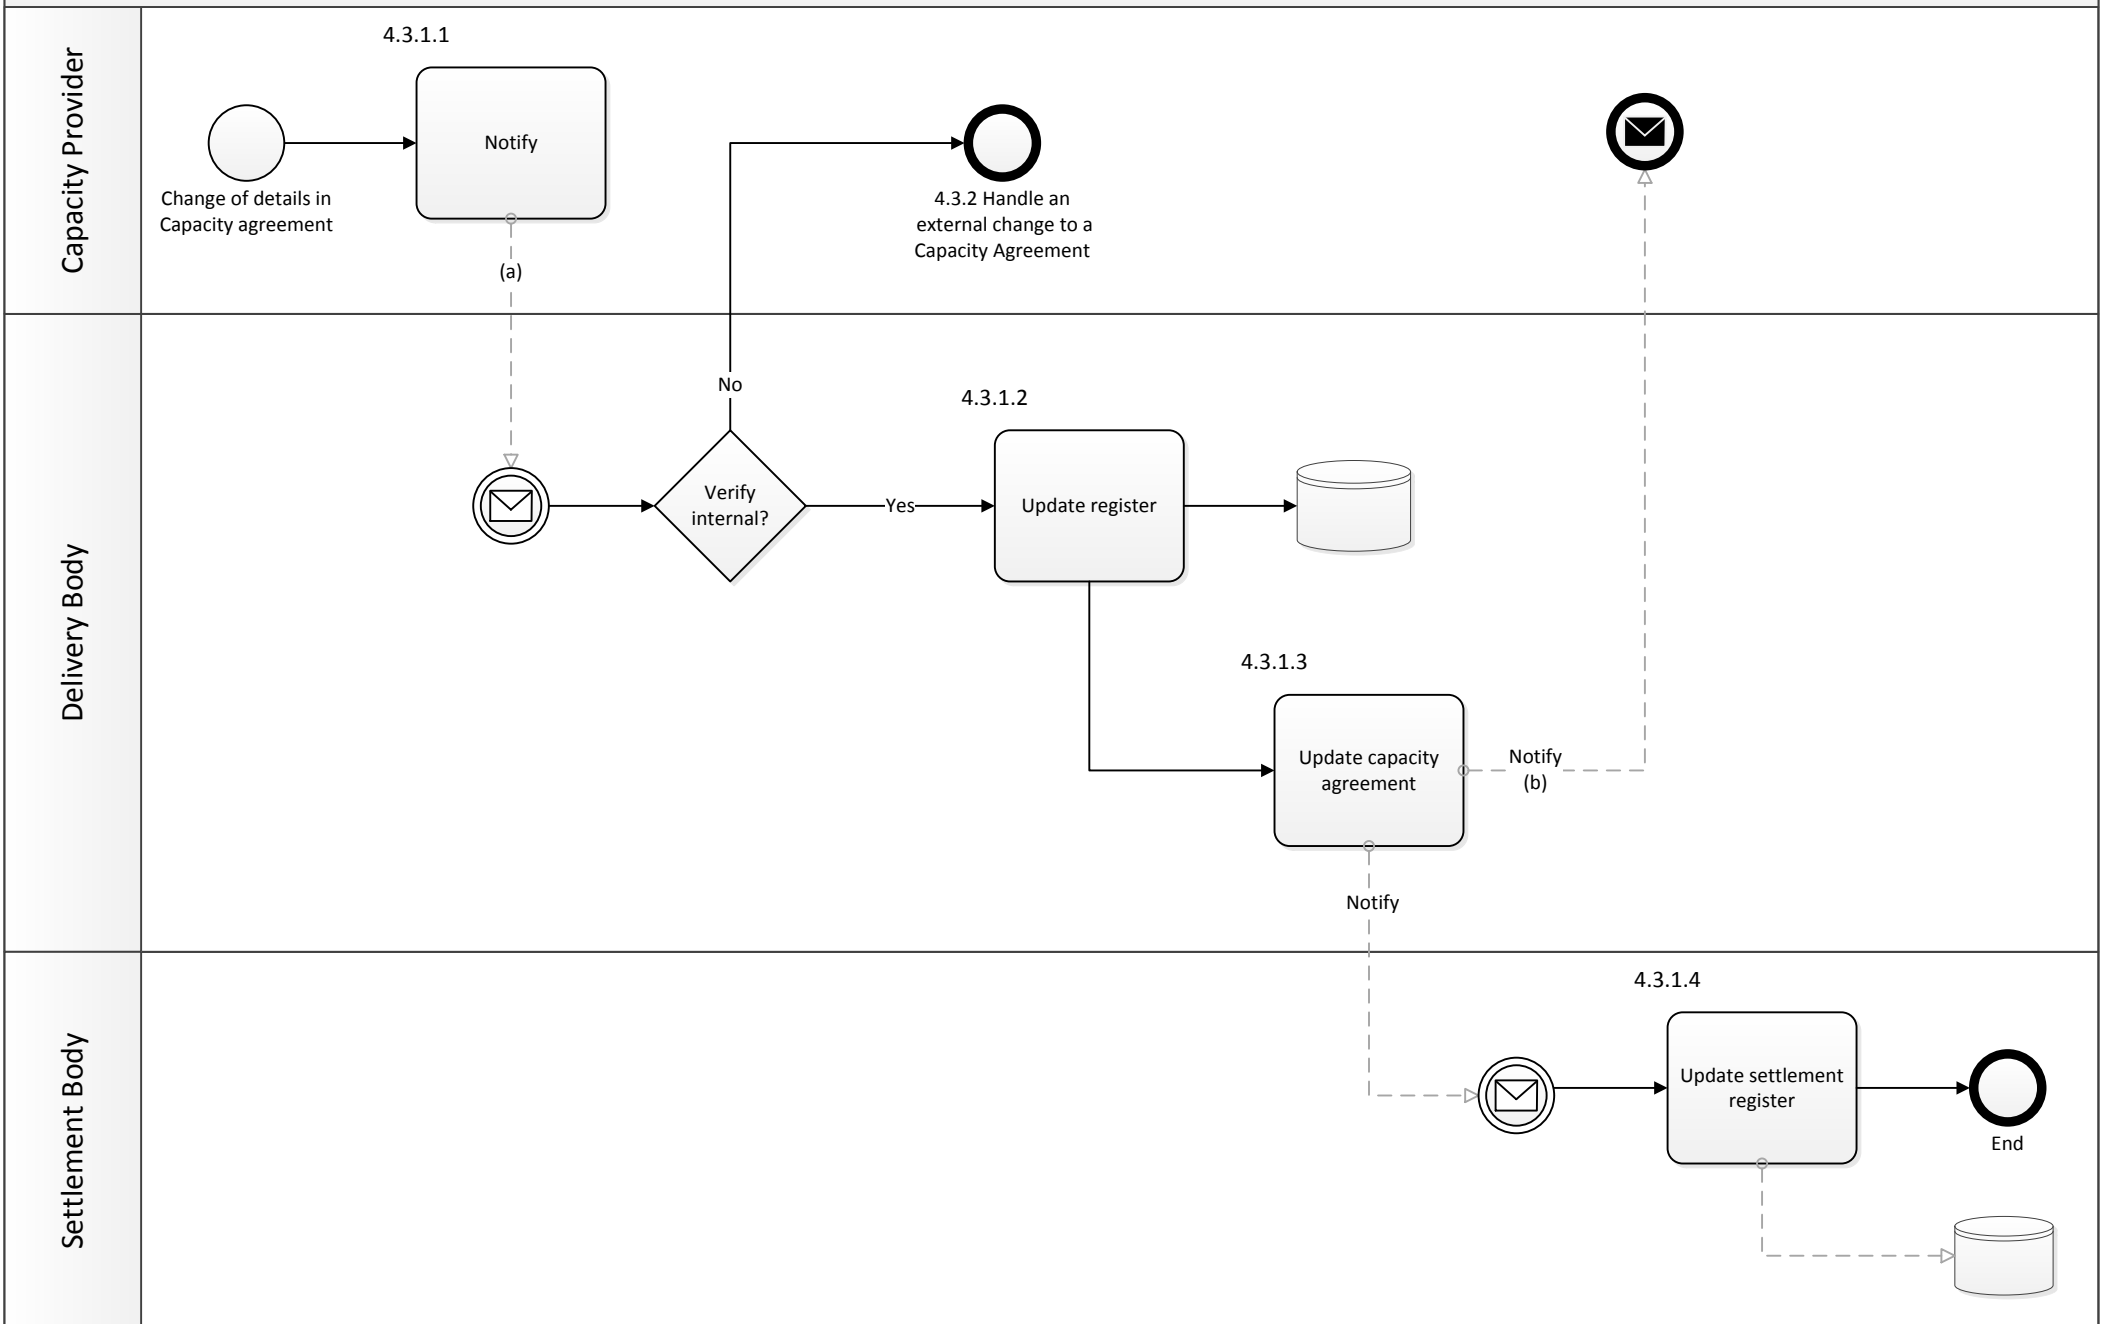 Capacity Provider
4.3.1.1
Notify
Change of details in
Capacity agreement
(a)
4.3.2 Handle an
external change to a
Capacity Agreement
Delivery Body
No
Verify
internal?
Yes
4.3.1.2
Update register
4.3.1.3
Update capacity
agreement
Notify
(b)
Notify
Settlement Body
4.3.1.4
Update settlement
register
End